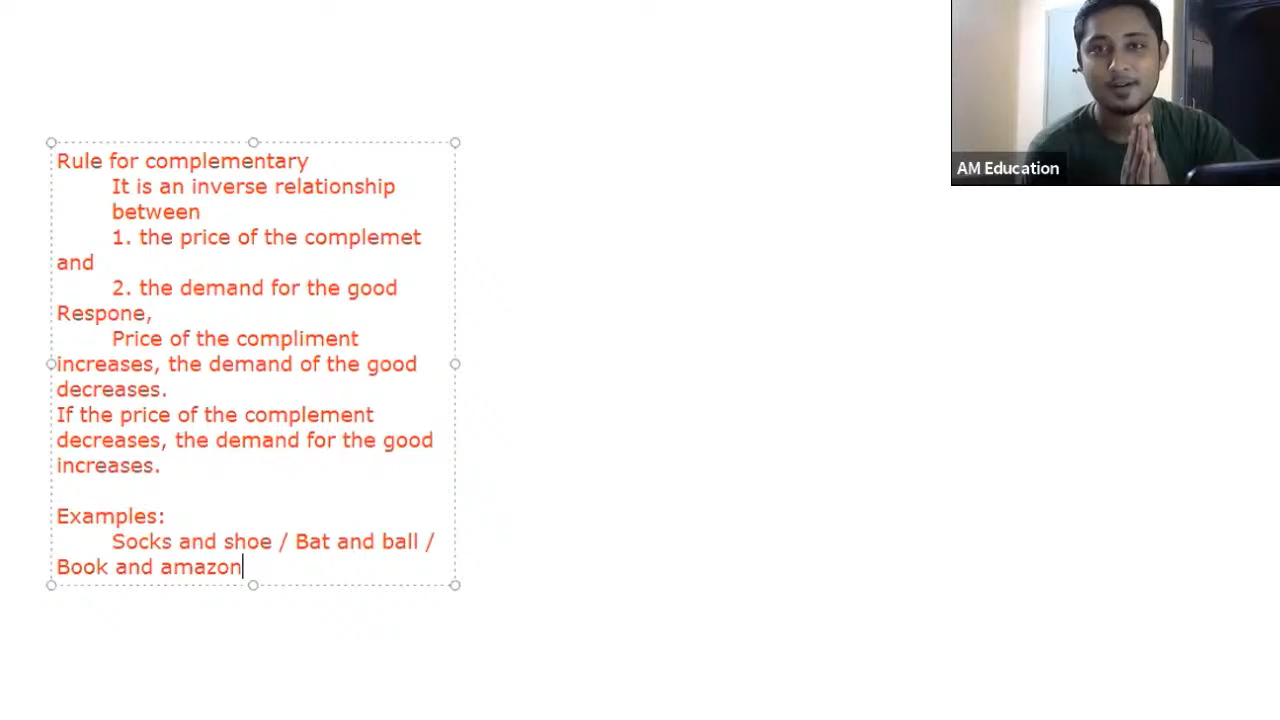 Rule for complementary
It is an inverse relationship
between
1. the price of the complemet
and
2. the demand for the good
Respone,
Price of the compliment
increases, the demand of the good
decreases.
If the price of the complement
decreases, the demand for the good
increases.
Examples:
Socks and shoe / Bat and ball /
Book and amazon
AM Education